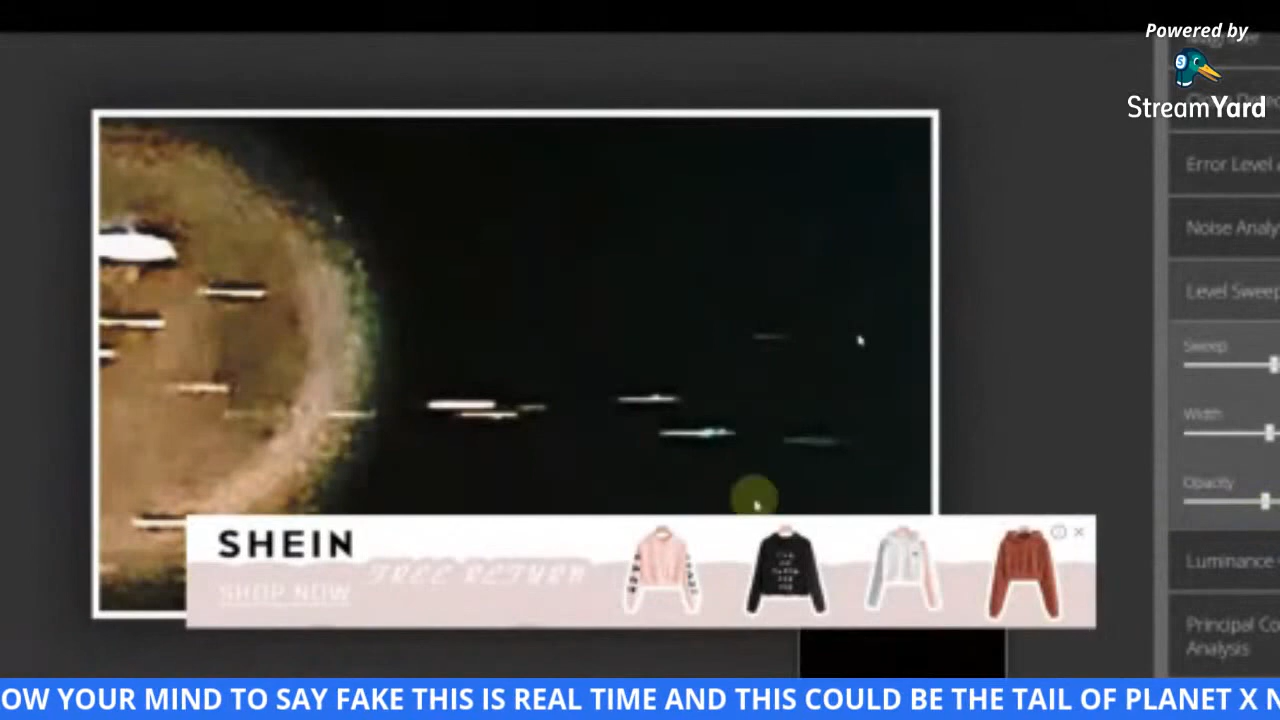 Powered by
StreamYard
Error Level
Noise Analy
Level Sweep
Sweep
Width
Opacity
SHEIN
FREE RETURN
SHOP NOW
Luminance
Principal Co
Analysis
OW YOUR MIND TO SAY FAKE THIS IS REAL TIME AND THIS COULD BE THE TAIL OF PLANET X N